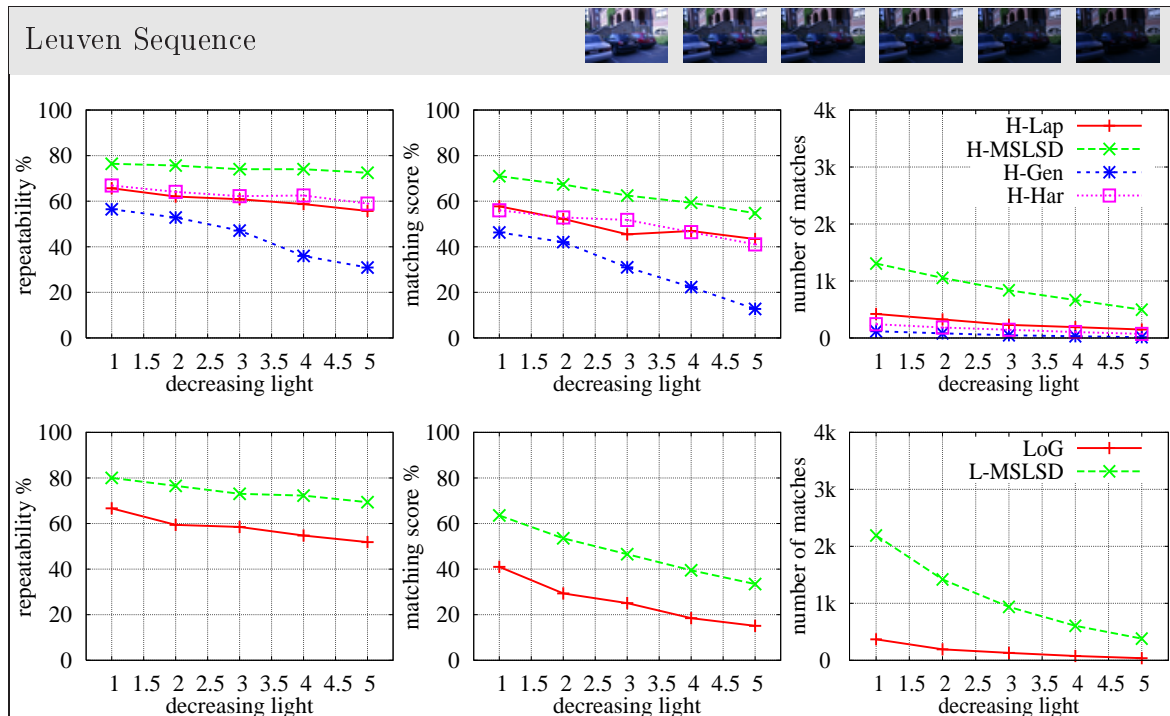 Leuven Sequence
repeatability %
100
80
60
40
20
0
1 1.5 2 2.5 3 3.5 4 4.5 5
decreasing light
matching score %
100
80
60
40
20
0
1 1.5 2 2.5 3 3.5 4 4.5 5
decreasing light
number of matches
4k
3k
2k
1k
0
H-Lap
H-MSLSD
H-Gen
H-Har
1 1.5 2 2.5 3 3.5 4 4.5 5
decreasing light
repeatability %
100
80
60
40
20
0
1 1.5 2 2.5 3 3.5 4 4.5 5
decreasing light
matching score %
100
80
60
40
20
0
1 1.5 2 2.5 3 3.5 4 4.5 5
decreasing light
number of matches
4k
3k
2k
1k
0
LoG
L-MSLSD
1 1.5 2 2.5 3 3.5 4 4.5 5
decreasing light